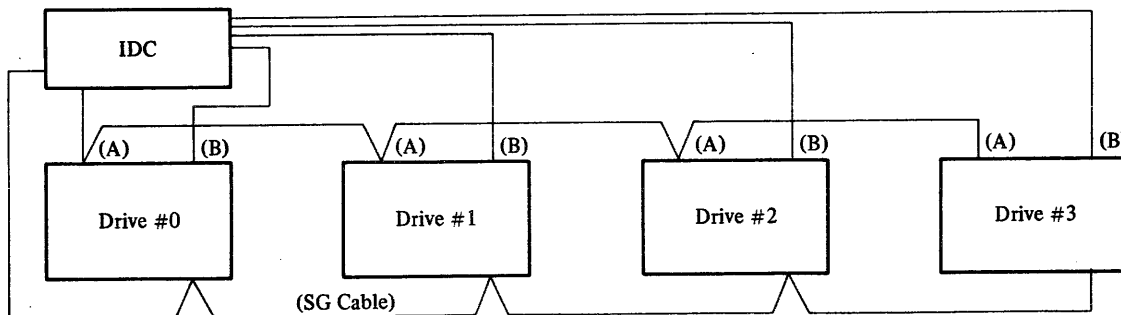 IDC
(A) (B) (A) (B) (A) (B) (A) (B
Drive #0 Drive #1 Drive #2 Drive #3
(SG Cable)